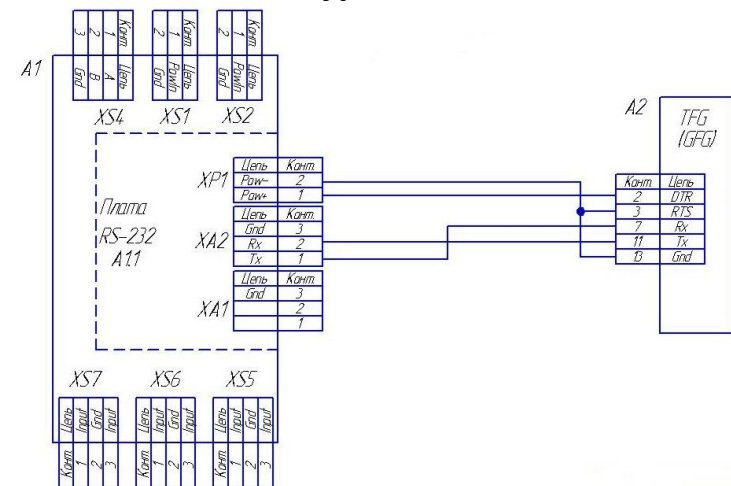 A1
Конт. Цепь
1 A
2 B
3 Gnd
XS4
Конт. Цепь
1 PowIn
2 Gnd
XS1
Конт. Цепь
1 PowIn
2 Gnd
XS2
Плата
RS-232
A1.1
XP1
Цепь Конт.
Pow- 2
Pow+ 1
XA2
Цепь Конт.
Gnd 3
Rx 2
Tx 1
XA1
Цепь Конт.
Gnd 3
2
1
A2
TFG
(GFG)
Конт. Цепь
2 DTR
3 RTS
7 Rx
11 Tx
13 Gnd
XS7
Конт. Цепь
1 Input
2 Gnd
3 Input
XS6
Конт. Цепь
1 Input
2 Gnd
3 Input
XS5
Конт. Цепь
1 Input
2 Gnd
3 Input